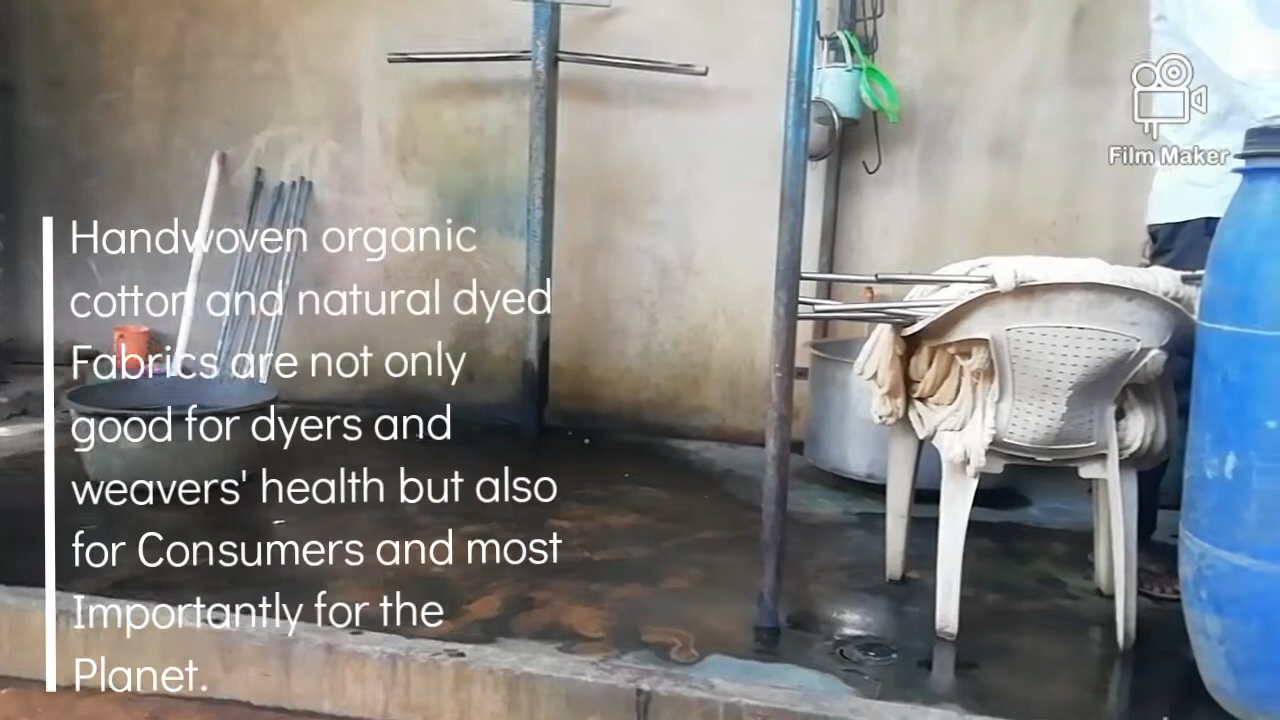 Film Maker
Handwoven organic
cotton and natural dyed
Fabrics are not only
good for dyers and
weavers' health but also
for Consumers and most
Importantly for the
Planet.